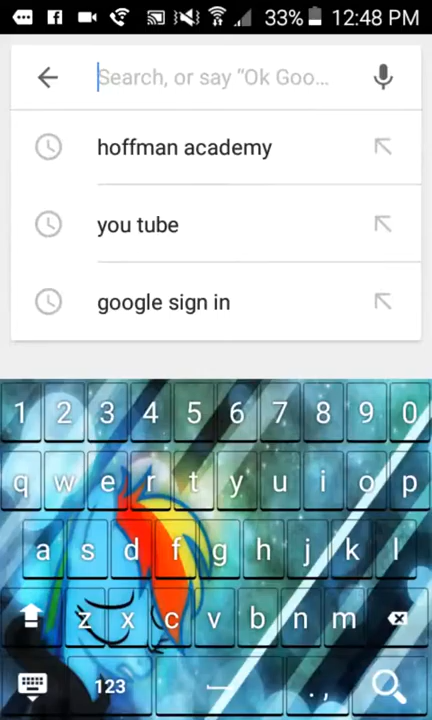 33% 12:48 PM
Search, or say "Ok Goo...
hoffman academy
you tube
google sign in
1 2 3 4 5 6 7 8 9 0
q w e r t y u i o p
a s d f g h j k l
z x c v b n m
123 .,